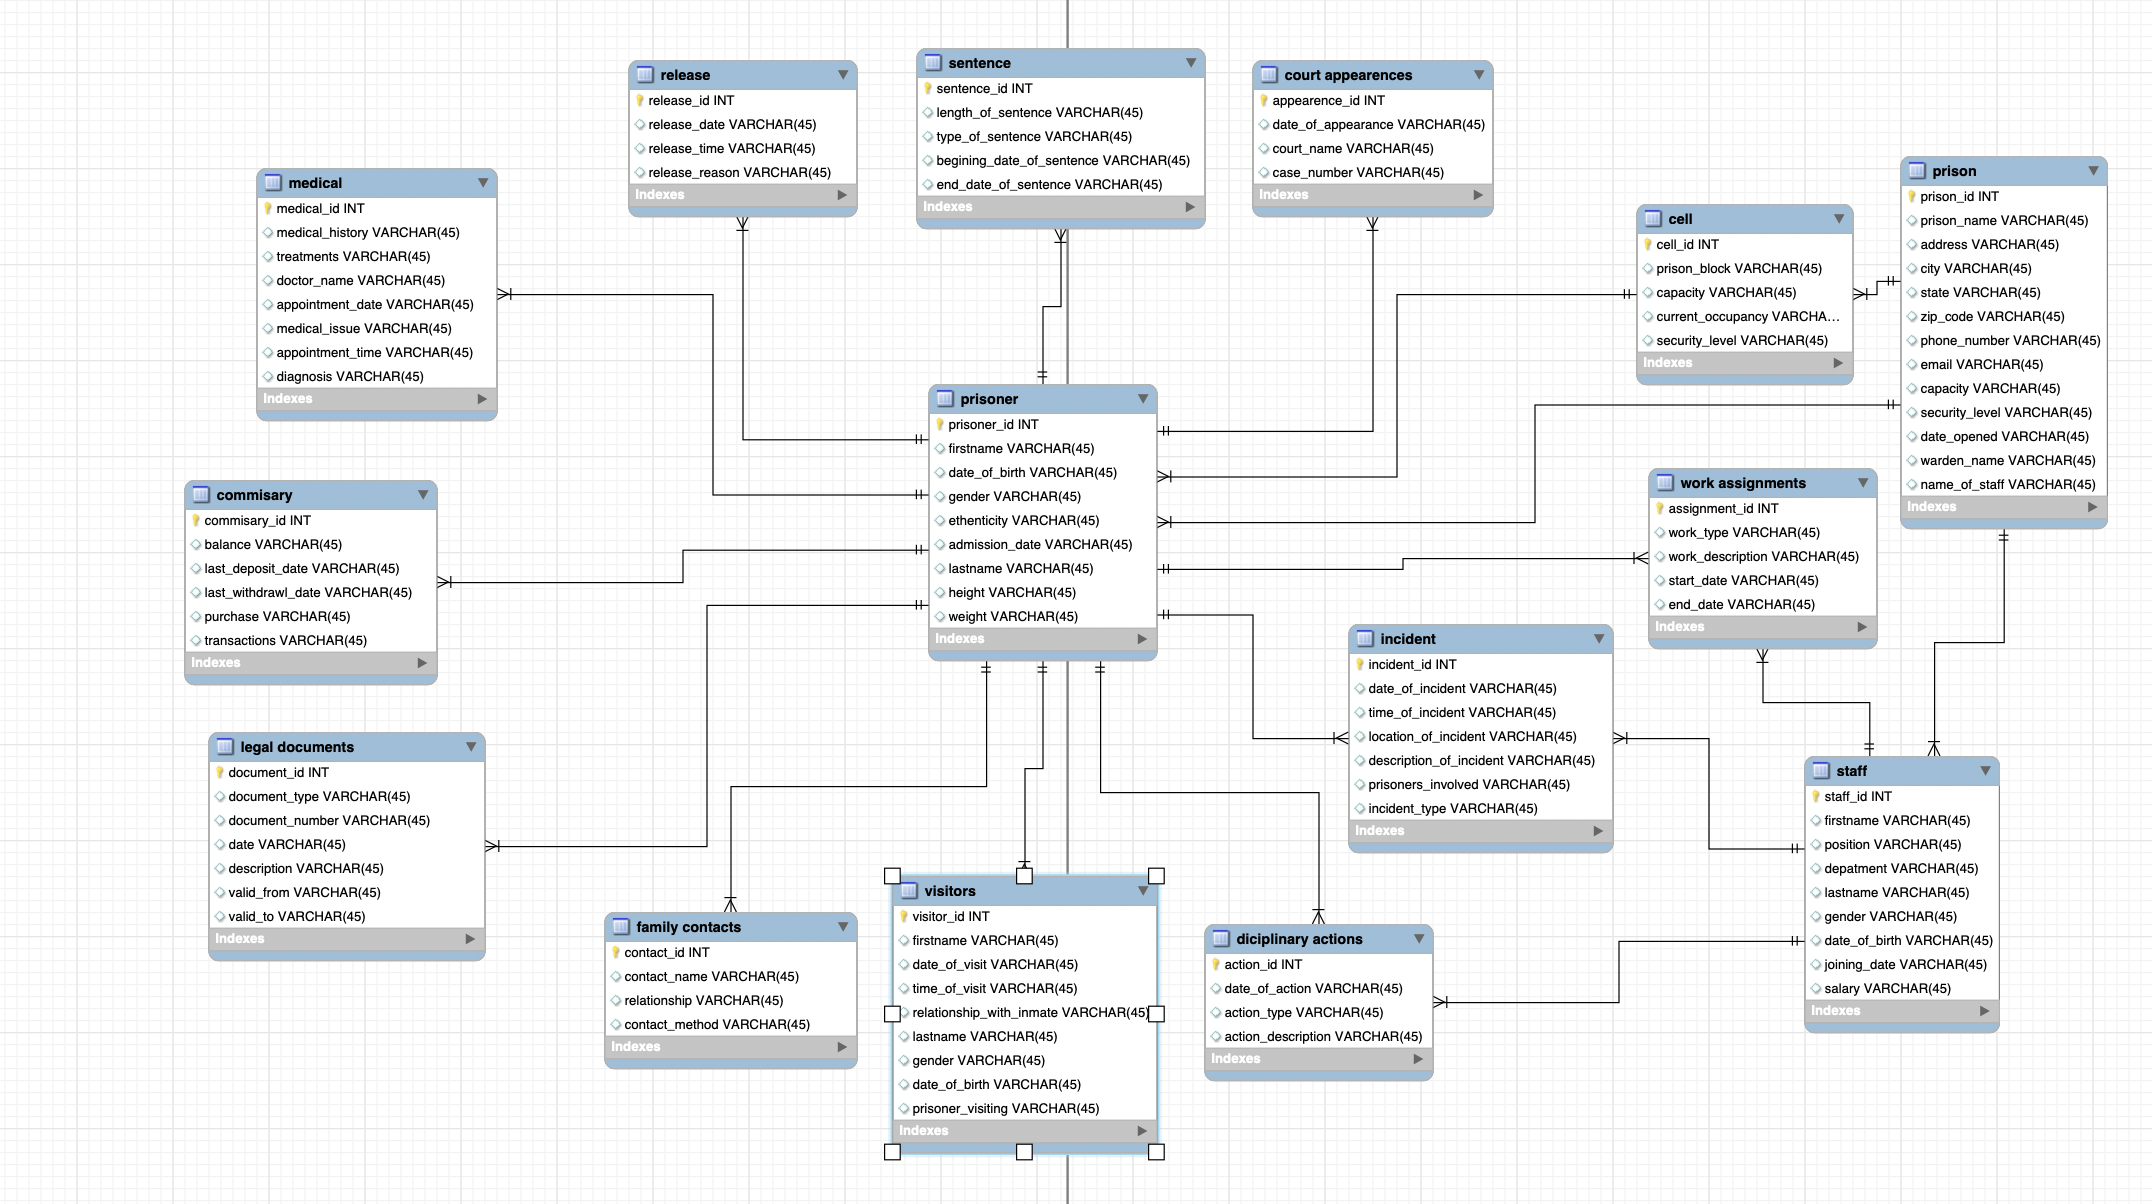 release
release_id INT
release_date VARCHAR(45)
release_time VARCHAR(45)
release_reason VARCHAR(45)
Indexes
sentence
sentence_id INT
length_of_sentence VARCHAR(45)
type_of_sentence VARCHAR(45)
begining_date_of_sentence VARCHAR(45)
end_date_of_sentence VARCHAR(45)
Indexes
court appearences
appearence_id INT
date_of_appearance VARCHAR(45)
court_name VARCHAR(45)
case_number VARCHAR(45)
Indexes
medical
medical_id INT
medical_history VARCHAR(45)
treatments VARCHAR(45)
doctor_name VARCHAR(45)
appointment_date VARCHAR(45)
medical_issue VARCHAR(45)
appointment_time VARCHAR(45)
diagnosis VARCHAR(45)
Indexes
cell
cell_id INT
prison_block VARCHAR(45)
capacity VARCHAR(45)
current_occupancy VARCHA...
security_level VARCHAR(45)
Indexes
prison
prison_id INT
prison_name VARCHAR(45)
address VARCHAR(45)
city VARCHAR(45)
state VARCHAR(45)
zip_code VARCHAR(45)
phone_number VARCHAR(45)
email VARCHAR(45)
capacity VARCHAR(45)
security_level VARCHAR(45)
date_opened VARCHAR(45)
warden_name VARCHAR(45)
name_of_staff VARCHAR(45)
Indexes
prisoner
prisoner_id INT
firstname VARCHAR(45)
date_of_birth VARCHAR(45)
gender VARCHAR(45)
ethenticity VARCHAR(45)
admission_date VARCHAR(45)
lastname VARCHAR(45)
height VARCHAR(45)
weight VARCHAR(45)
Indexes
commisary
commisary_id INT
balance VARCHAR(45)
last_deposit_date VARCHAR(45)
last_withdrawl_date VARCHAR(45)
purchase VARCHAR(45)
transactions VARCHAR(45)
Indexes
work assignments
assignment_id INT
work_type VARCHAR(45)
work_description VARCHAR(45)
start_date VARCHAR(45)
end_date VARCHAR(45)
Indexes
incident
incident_id INT
date_of_incident VARCHAR(45)
time_of_incident VARCHAR(45)
location_of_incident VARCHAR(45)
description_of_incident VARCHAR(45)
prisoners_involved VARCHAR(45)
incident_type VARCHAR(45)
Indexes
legal documents
document_id INT
document_type VARCHAR(45)
document_number VARCHAR(45)
date VARCHAR(45)
description VARCHAR(45)
valid_from VARCHAR(45)
valid_to VARCHAR(45)
Indexes
staff
staff_id INT
firstname VARCHAR(45)
position VARCHAR(45)
depatment VARCHAR(45)
lastname VARCHAR(45)
gender VARCHAR(45)
date_of_birth VARCHAR(45)
joining_date VARCHAR(45)
salary VARCHAR(45)
Indexes
family contacts
contact_id INT
contact_name VARCHAR(45)
relationship VARCHAR(45)
contact_method VARCHAR(45)
Indexes
visitors
visitor_id INT
firstname VARCHAR(45)
date_of_visit VARCHAR(45)
time_of_visit VARCHAR(45)
relationship_with_inmate VARCHAR(45)
lastname VARCHAR(45)
gender VARCHAR(45)
date_of_birth VARCHAR(45)
prisoner_visiting VARCHAR(45)
Indexes
diciplinary actions
action_id INT
date_of_action VARCHAR(45)
action_type VARCHAR(45)
action_description VARCHAR(45)
Indexes